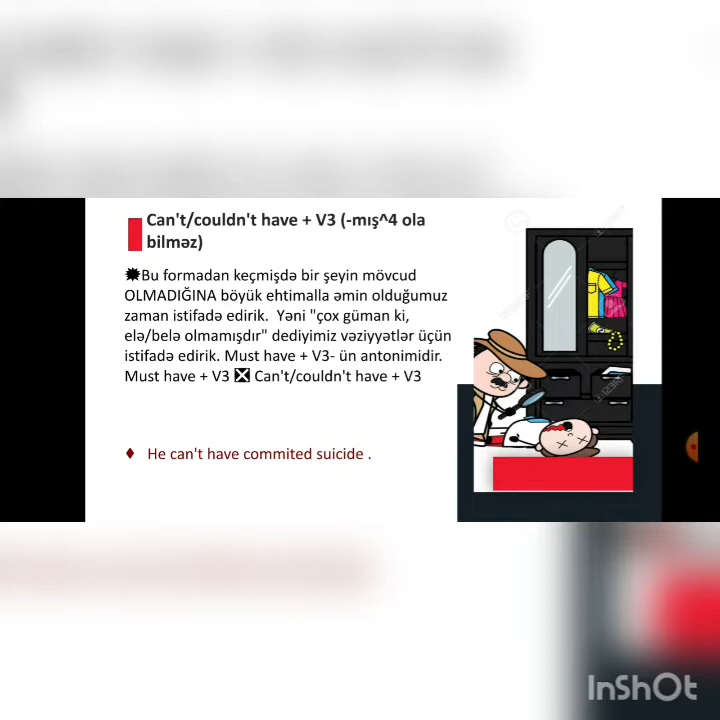 Can't/couldn't have + V3 (-mış^4 ola
bilməz)
Bu formadan keçmişdə bir şeyin mövcud
OLMADIĞINA böyük ehtimalla əmin olduğumuz
zaman istifadə edirik. Yəni "çox güman ki,
elə/belə olmamışdır" dediyimiz vəziyyətlər üçün
istifadə edirik. Must have + V3- ün antonimidir.
Must have + V3 ❎ Can't/couldn't have + V3
♦ He can't have commited suicide .
InShOt